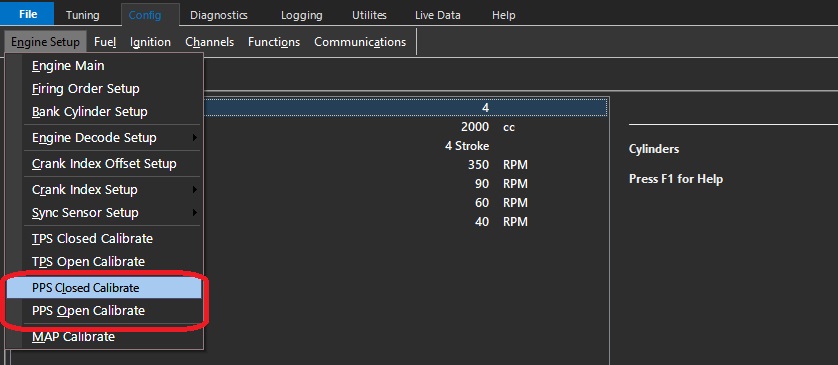 File Tuning Config Diagnostics Logging Utilites Live Data Help
Engine Setup Fuel Ignition Channels Functions Communications
Engine Main
Firing Order Setup
Bank Cylinder Setup
Engine Decode Setup
Crank Index Offset Setup
Crank Index Setup
Sync Sensor Setup
TPS Closed Calibrate
TPS Open Calibrate
PPS Closed Calibrate
PPS Open Calibrate
MAP Calibrate
4
2000 cc
4 Stroke
350 RPM
90 RPM
60 RPM
40 RPM
Cylinders
Press F1 for Help